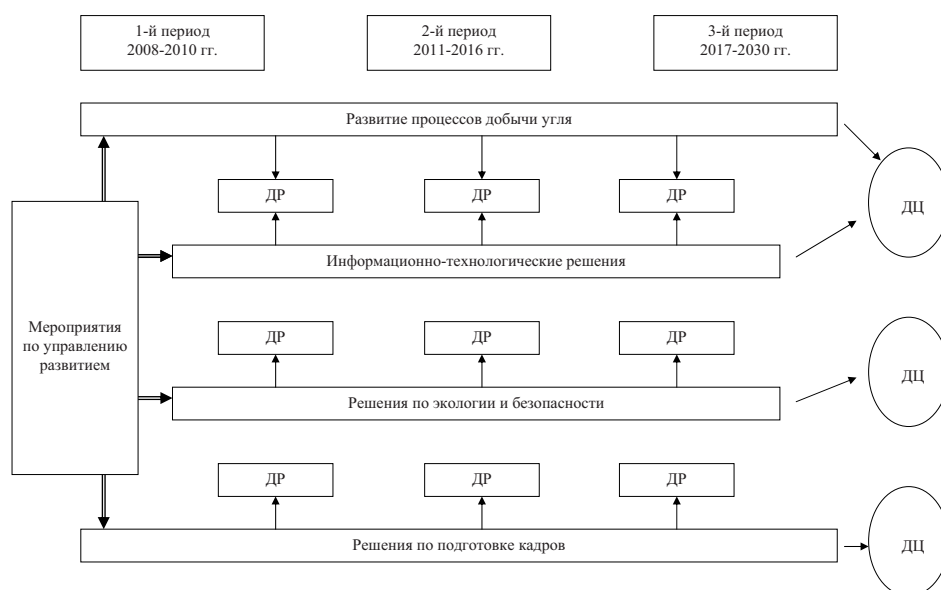 1-й период
2008-2010 гг.
2-й период
2011-2016 гг.
3-й период
2017-2030 гг.
Развитие процессов добычи угля
ДР
ДР
ДР
ДЦ
Информационно-технологические решения
Мероприятия
по управлению
развитием
ДР
ДР
ДР
ДЦ
Решения по экологии и безопасности
ДР
ДР
ДР
Решения по подготовке кадров
ДЦ